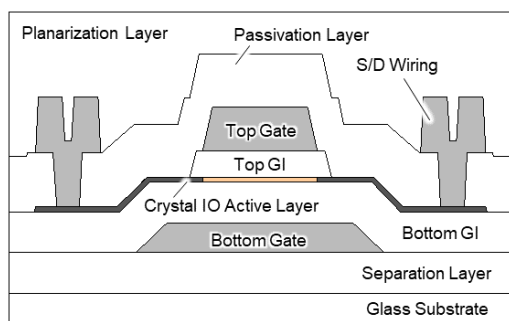 Planarization Layer
Passivation Layer
S/D Wiring
Top Gate
Top GI
Crystal IO Active Layer
Bottom Gate
Bottom GI
Separation Layer
Glass Substrate